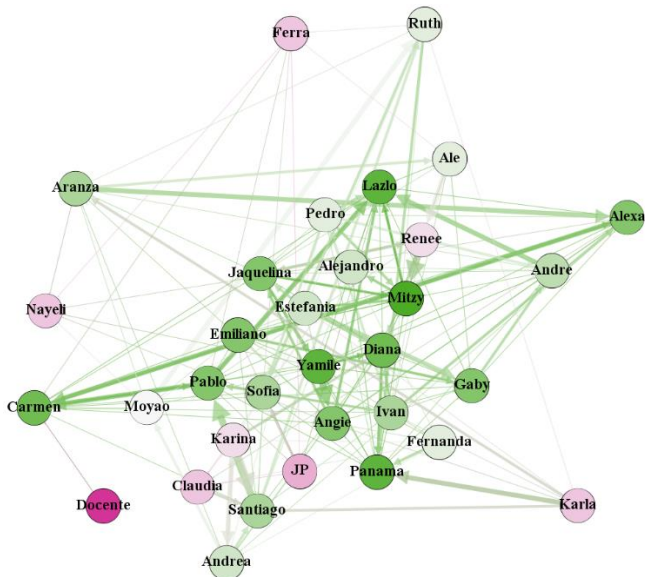 Ruth
Ferra
Ale
Aranza
Lazlo
Pedro
Alexa
Renee
Alejandro
Jaquelina
Andre
Mitzy
Nayeli
Estefania
Emiliano
Diana
Yamile
Pablo
Sofia
Gaby
Carmen
Moyao
Ivan
Angie
Karina
Fernanda
JP
Panama
Claudia
Docente
Karla
Santiago
Andrea